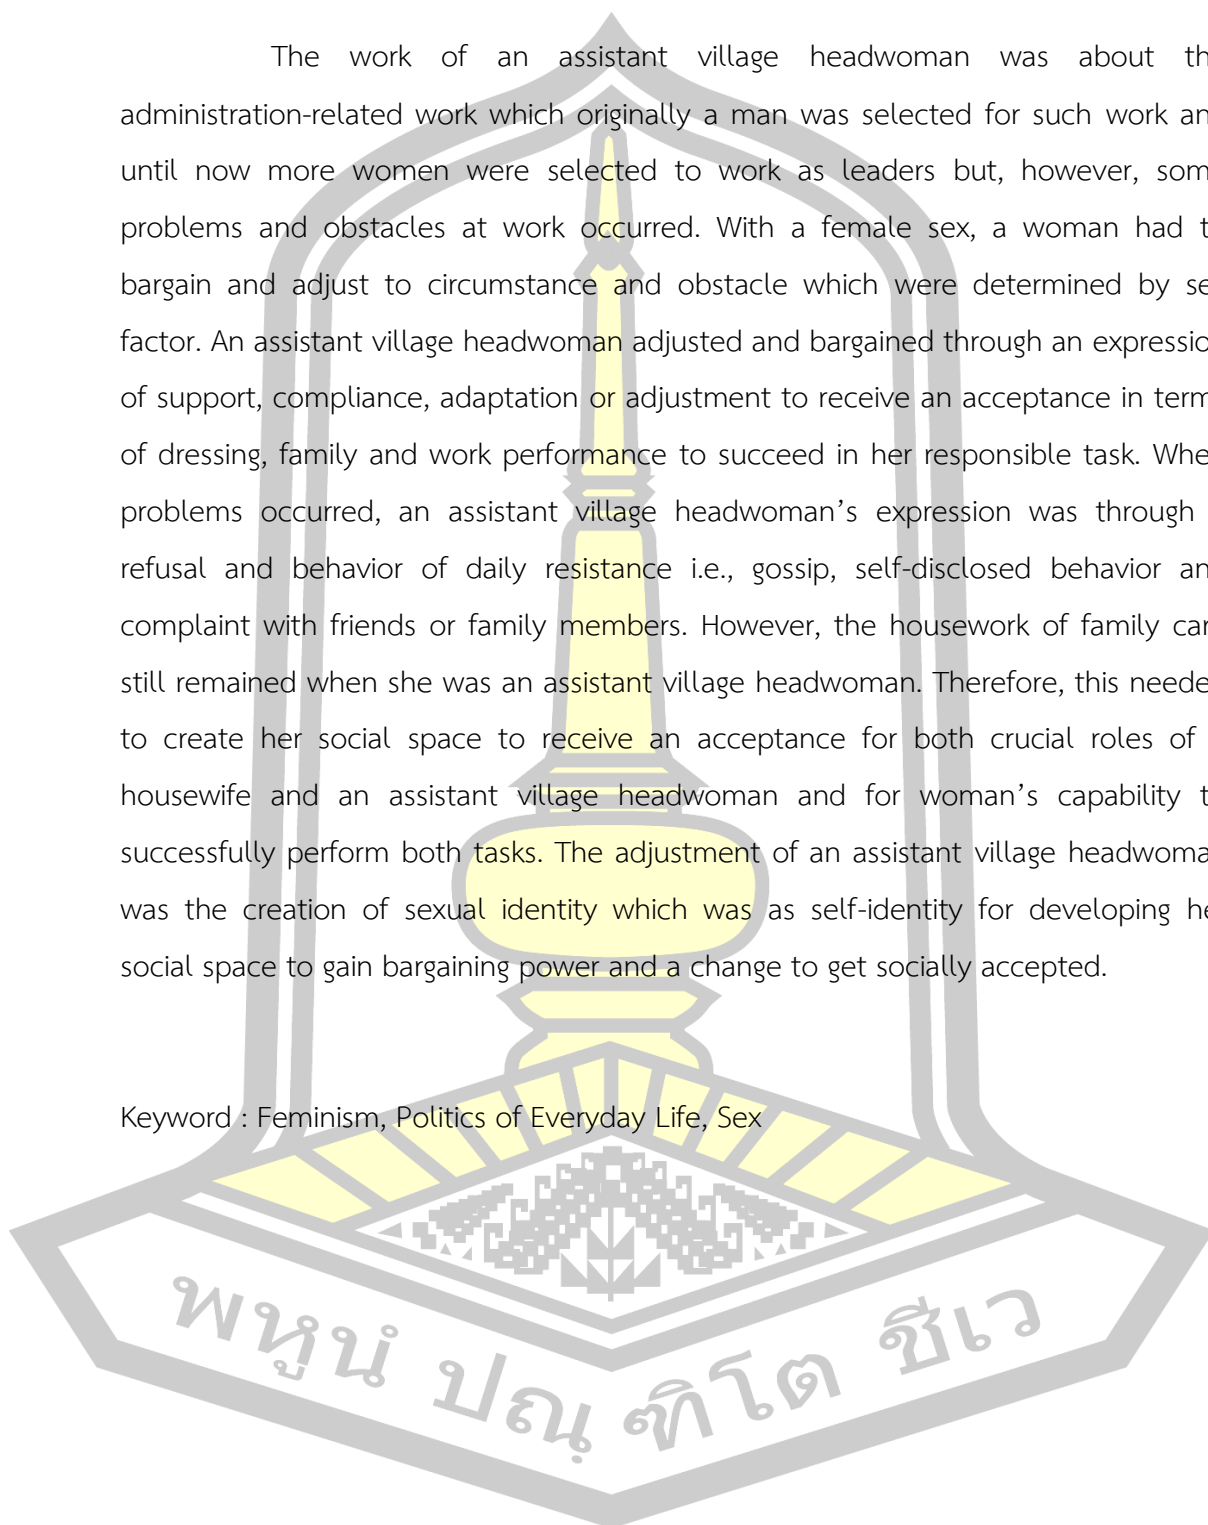 The work of an assistant village headwoman was about th
administration-related work which originally a man was selected for such work an
until now more women were selected to work as leaders but, however, som
problems and obstacles at work occurred. With a female sex, a woman had t
bargain and adjust to circumstance and obstacle which were determined by se
factor. An assistant village headwoman adjusted and bargained through an expressio
of support, compliance, adaptation or adjustment to receive an acceptance in term
of dressing, family and work performance to succeed in her responsible task. Whe
problems occurred, an assistant village headwoman’s expression was through
refusal and behavior of daily resistance i.e., gossip, self-disclosed behavior an
complaint with friends or family members. However, the housework of family car
still remained when she was an assistant village headwoman. Therefore, this neede
to create her social space to receive an acceptance for both crucial roles of
housewife and an assistant village headwoman and for woman’s capability t
successfully perform both tasks. The adjustment of an assistant village headwoma
was the creation of sexual identity which was as self-identity for developing he
social space to gain bargaining power and a change to get socially accepted.
Keyword : Feminism, Politics of Everyday Life, Sex
พหูนํ ปณฺ ฑิโต ชีเว